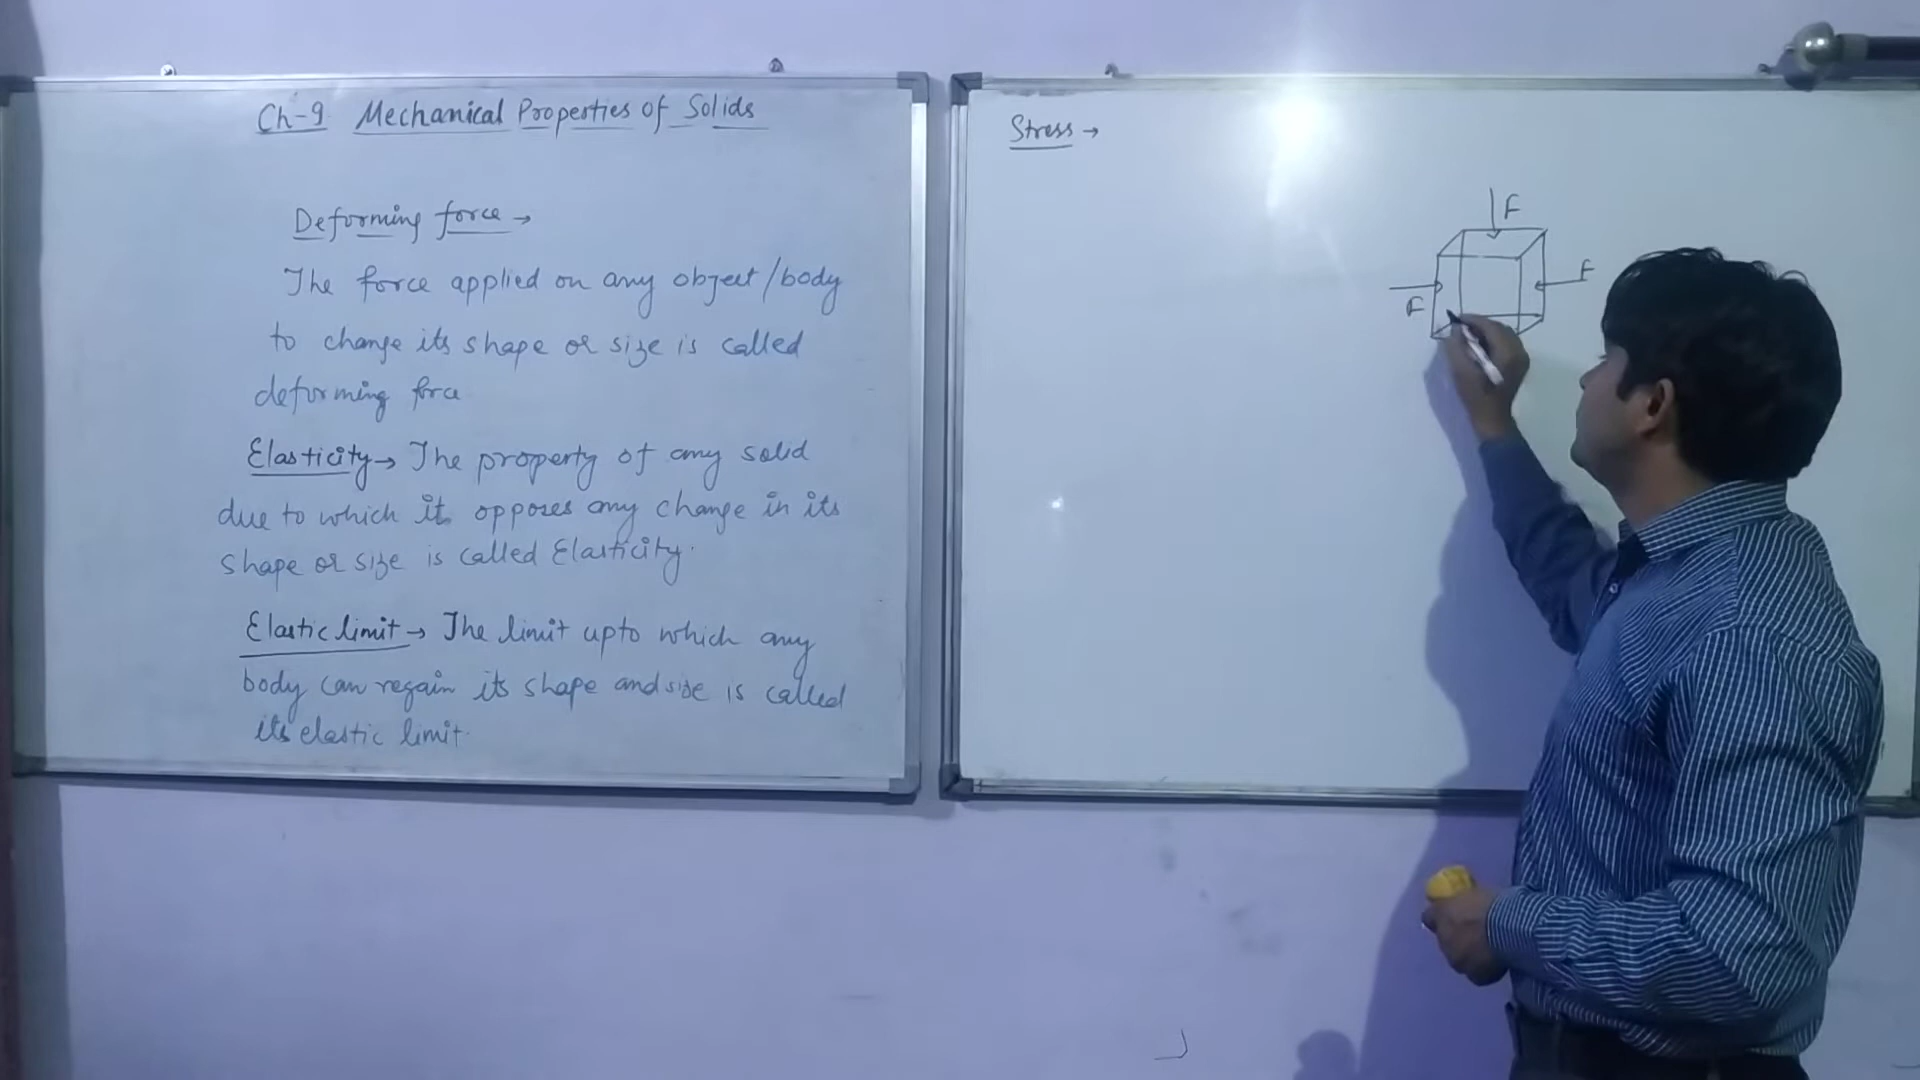 Ch-9 Mechanical Properties of Solids
Deforming force →
The force applied on any object/body
to change its shape or size is called
deforming force
Elasticity → The property of any solid
due to which it opposes any change in its
shape or size is called Elasticity.
Elastic limit → The limit upto which any
body can regain its shape and size is called
its elastic limit.
Stress →
F
F
F